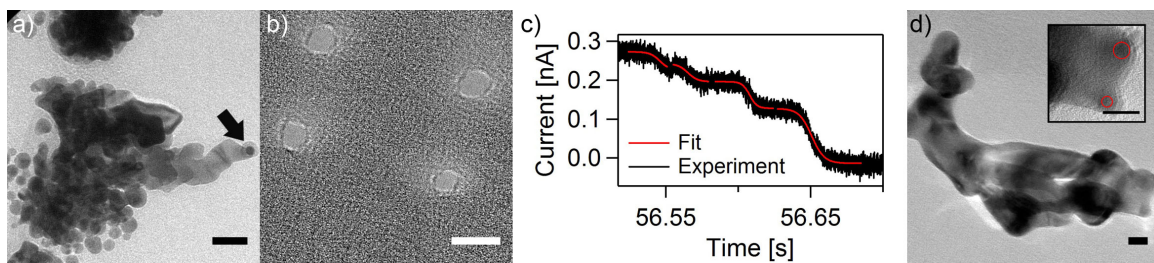 a)
b)
c)
0.3
0.2
0.1
0.0
Current [nA]
Fit
Experiment
56.55
56.65
Time [s]
d)